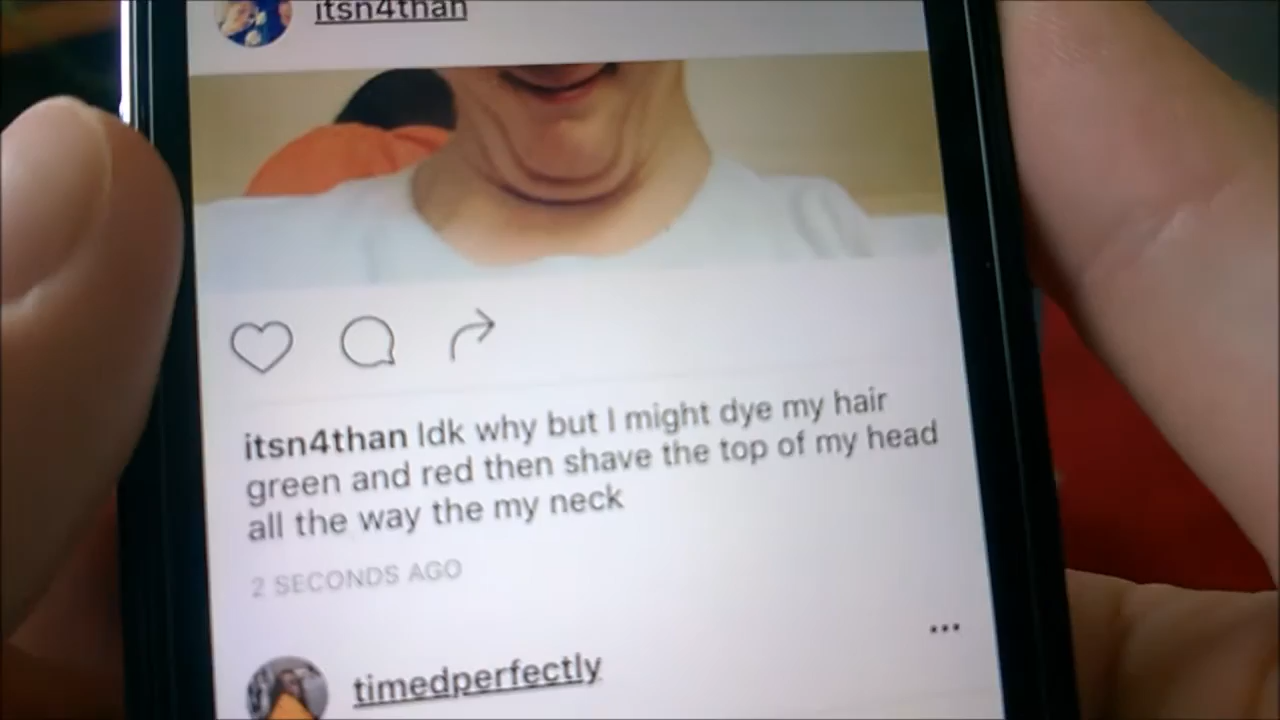 itsn4than
itsn4than Idk why but I might dye my hair
green and red then shave the top of my head
all the way the my neck
2 SECONDS AGO
timedperfectly